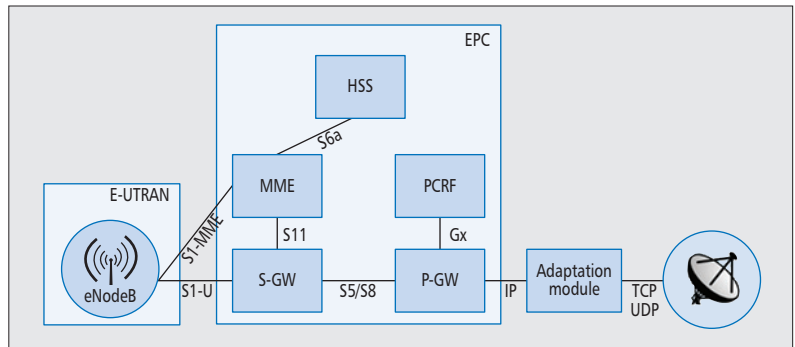 EPC
HSS
S6a
E-UTRAN
MME
PCRF
S1-MME
S11
Gx
eNodeB
S1-U
S-GW
S5/S8
P-GW
IP
Adaptation
module
TCP
UDP